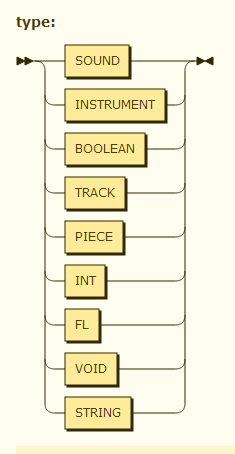 type:
SOUND
INSTRUMENT
BOOLEAN
TRACK
PIECE
INT
FL
VOID
STRING